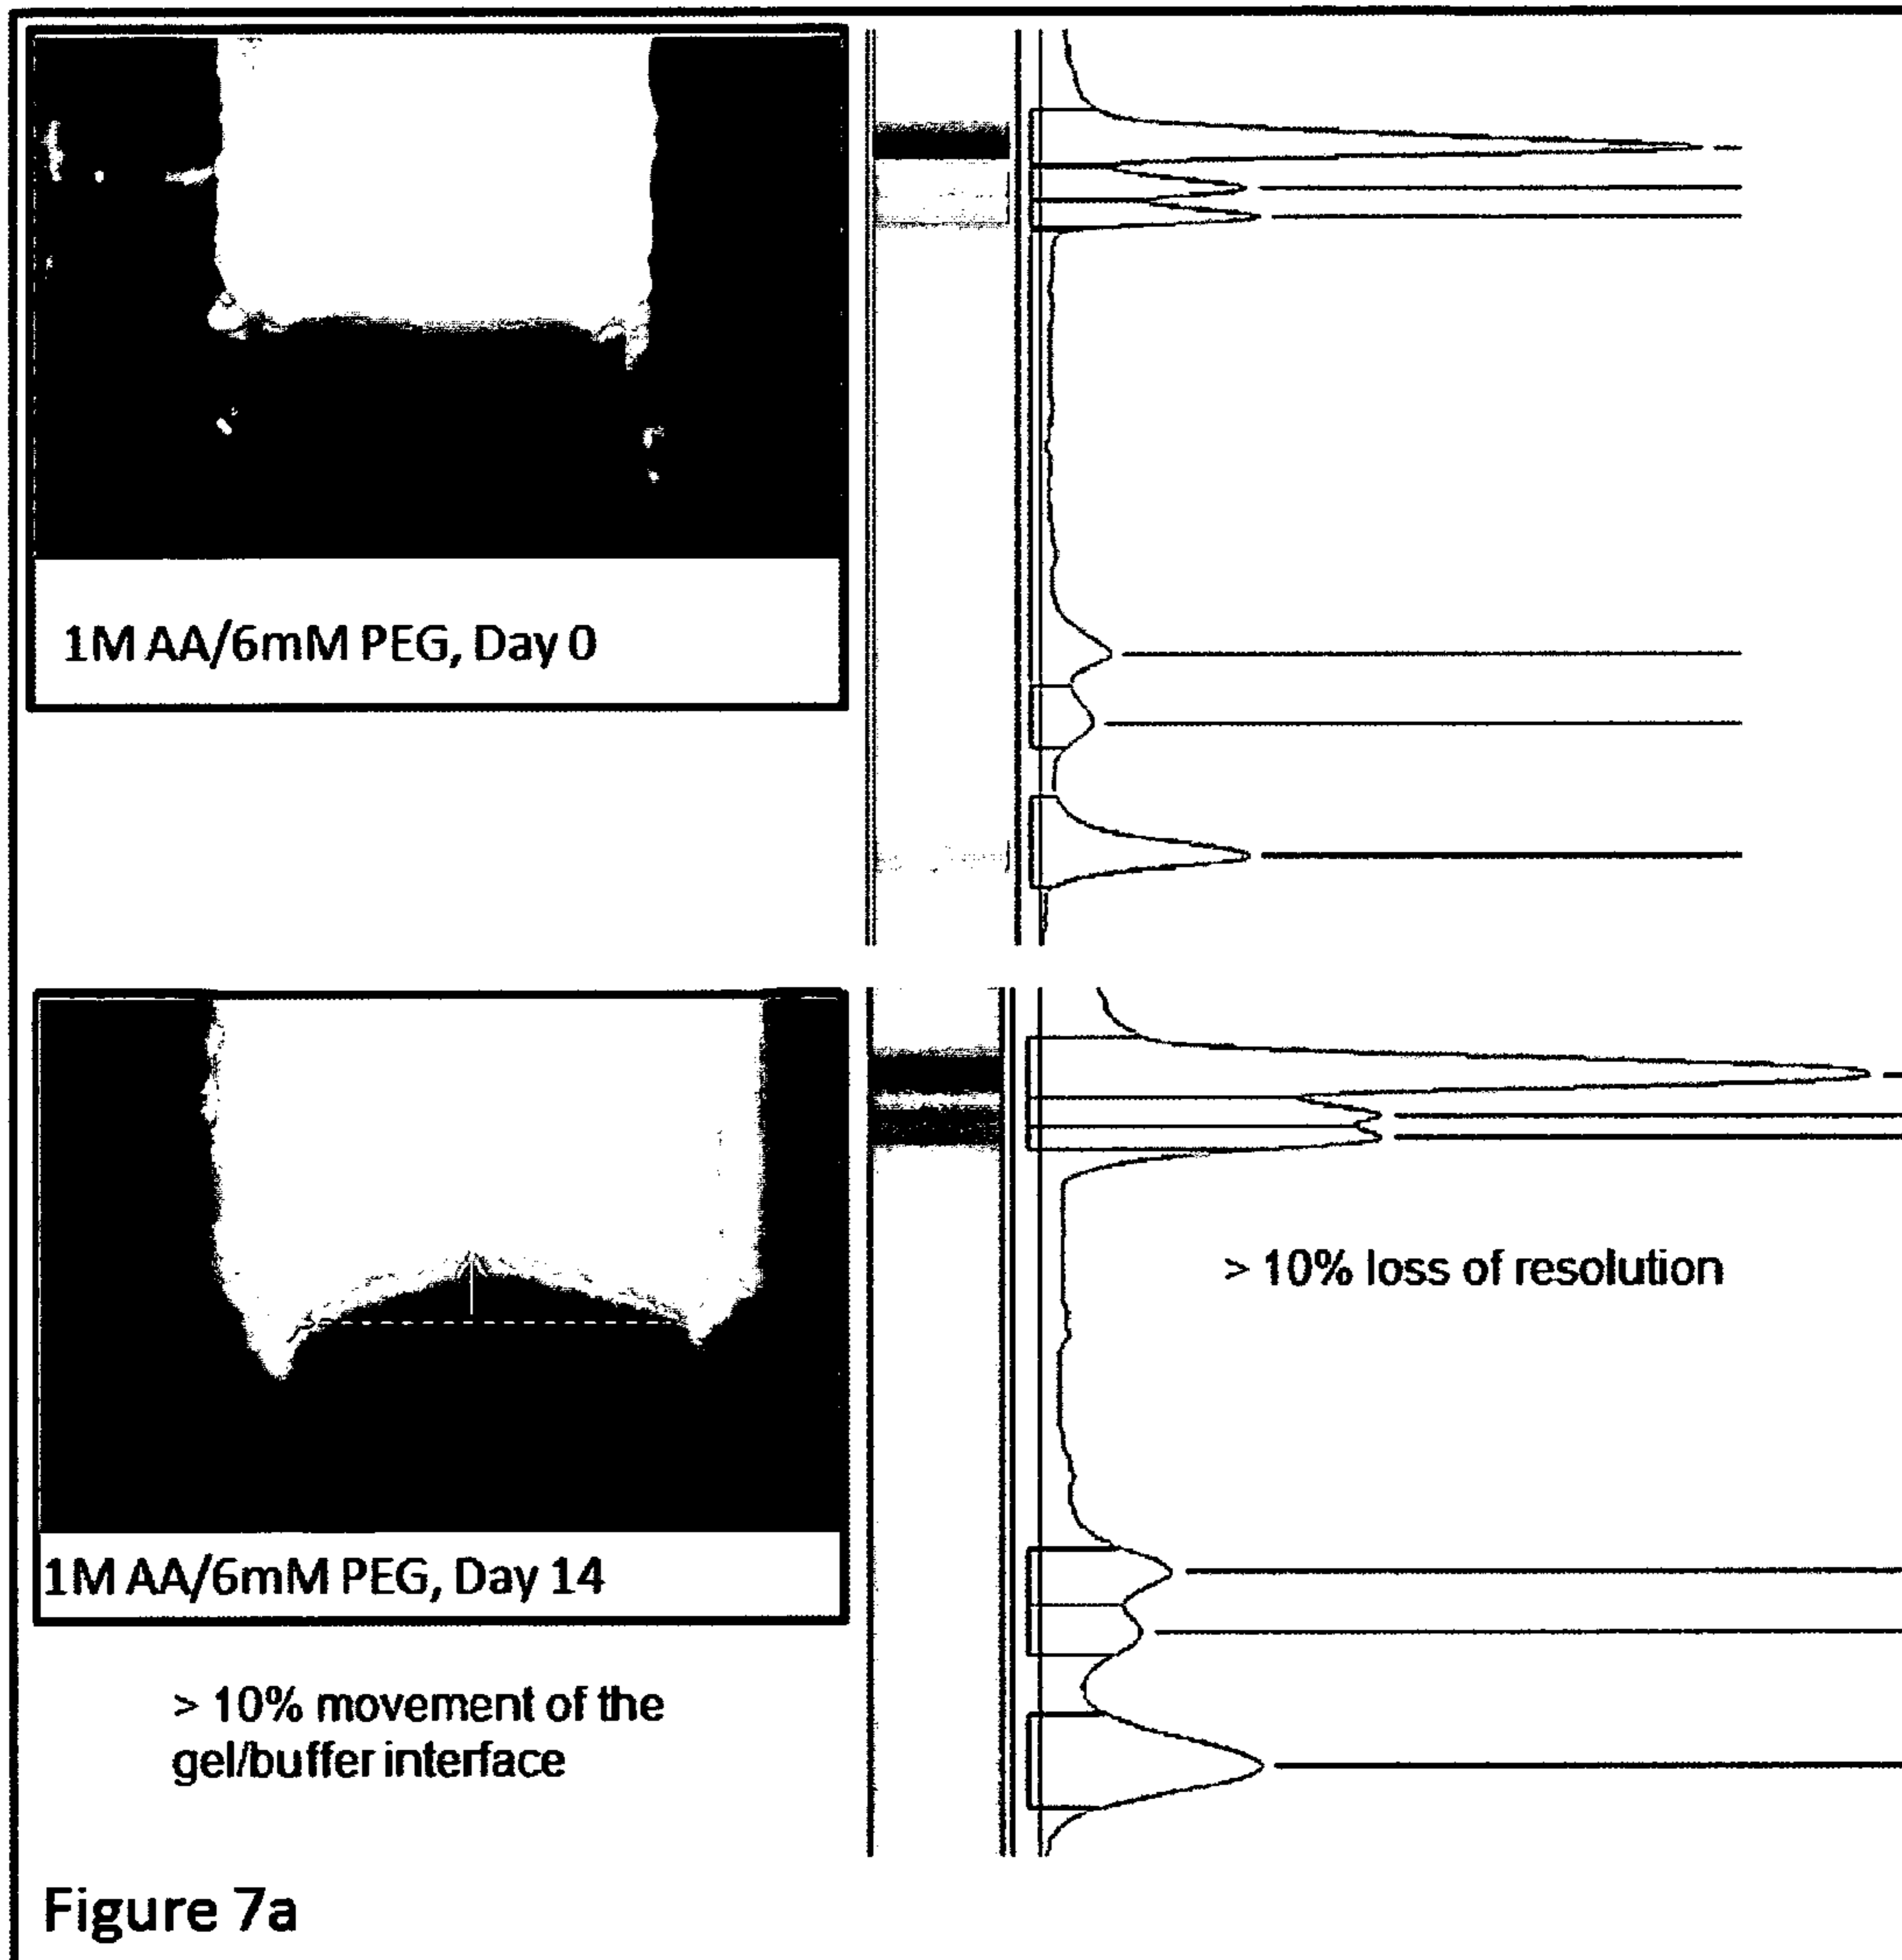 1M AA/6mM PEG, Day 0
> 10% loss of resolution
1M AA/6mM PEG, Day 14
> 10% movement of the
gel/buffer interface
Figure 7a